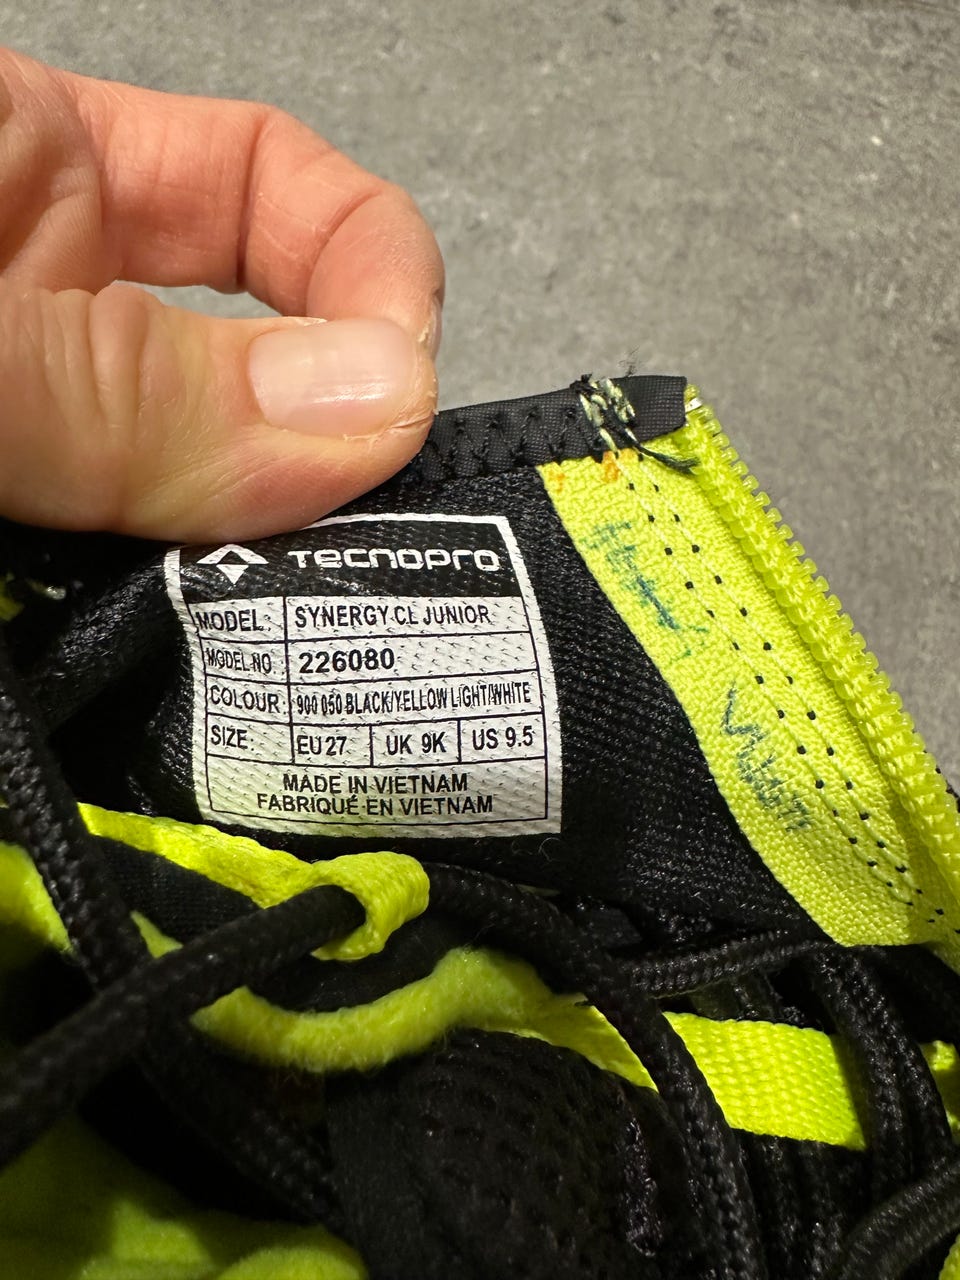 TECNOPRO
MODEL: SYNERGY CL JUNIOR
MODEL NO 226080
COLOUR: 900 050 BLACK/YELLOW LIGHT/WHITE
SIZE: EU 27 UK 9K US 9.5
MADE IN VIETNAM
FABRIQUÉ EN VIETNAM